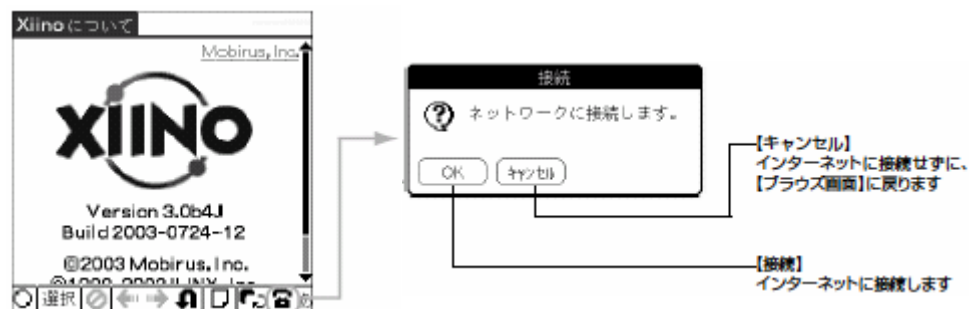 Xiinoについて
Mobirus, Inc.
XIINO
Version 3.0b4J
Build 2003-0724-12
©2003 Mobirus, Inc.
選択
接続
ネットワークに接続します。
OK
キャンセル
【キャンセル】
インターネットに接続せずに、
【ブラウズ画面】に戻ります
【接続】
インターネットに接続します